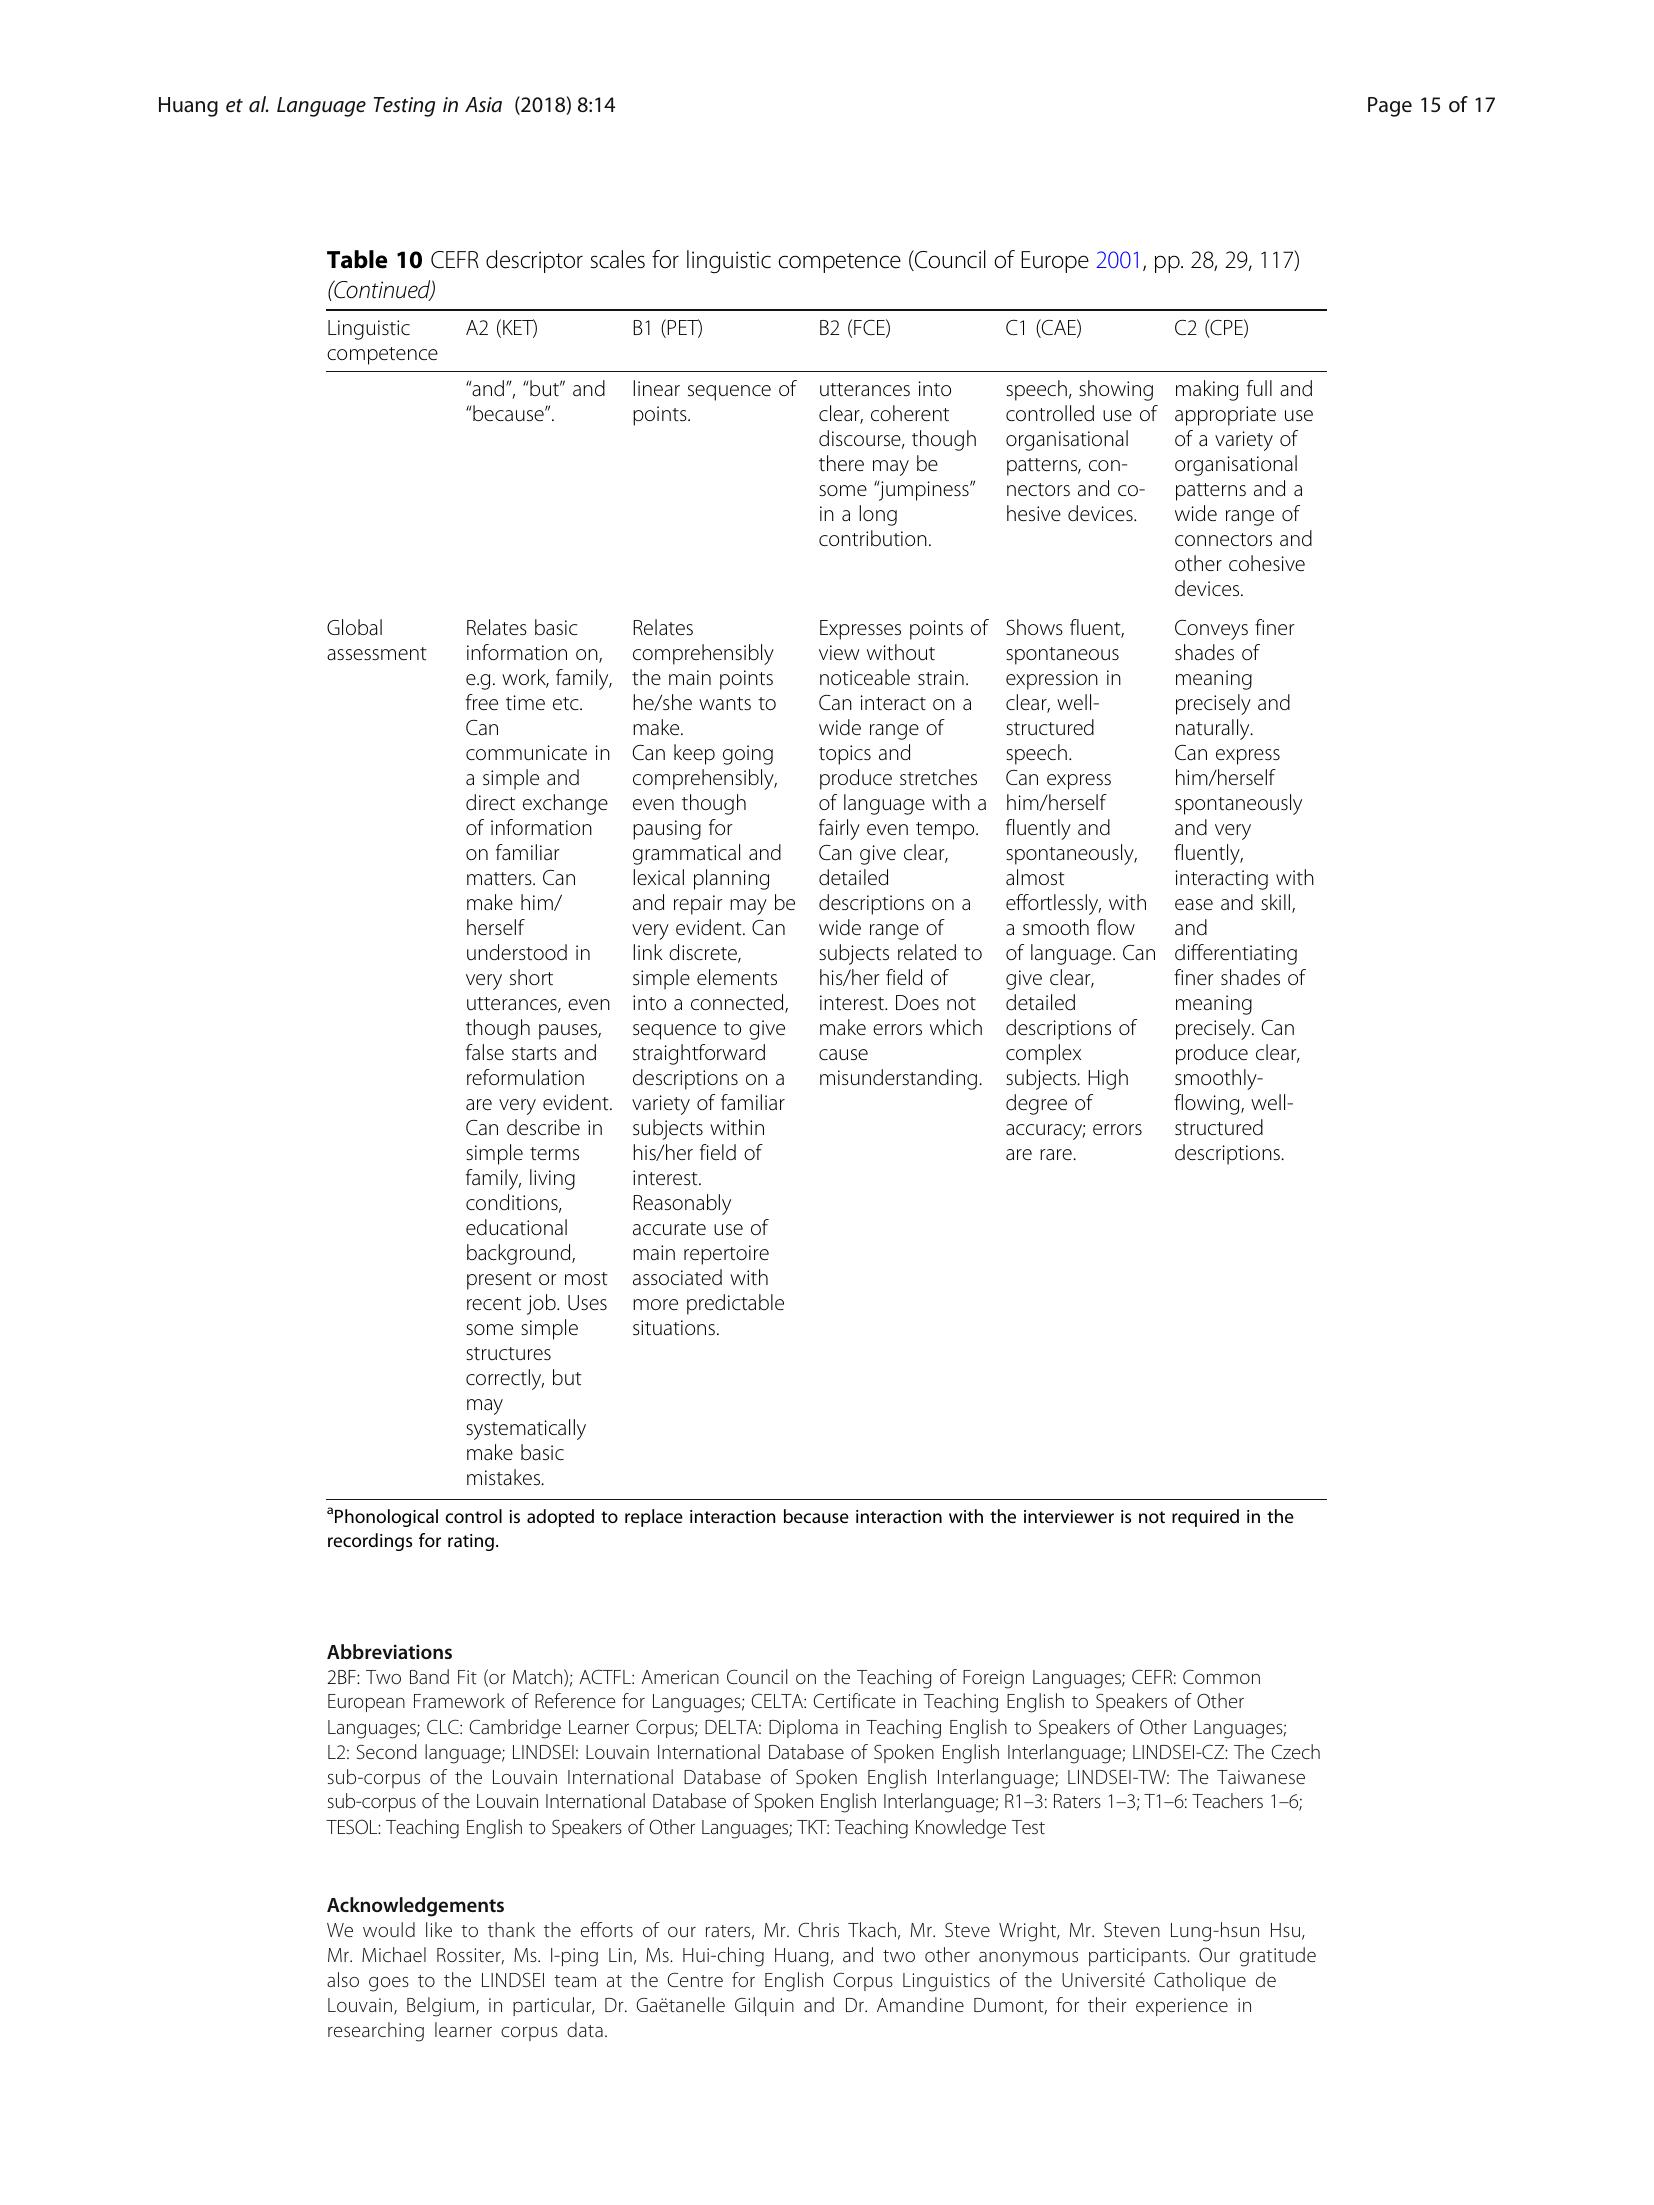 Huang et al. Language Testing in Asia (2018) 8:14
Page 15 of 17
Table 10 CEFR descriptor scales for linguistic competence (Council of Europe 2001, pp. 28, 29, 117)
(Continued)
Linguistic
competence
A2 (KET)
B1 (PET)
B2 (FCE)
C1 (CAE)
C2 (CPE)
“and”, “but” and
“because”.
linear sequence of
points.
utterances into
clear, coherent
discourse, though
there may be
some “jumpiness”
in a long
contribution.
speech, showing
controlled use of
organisational
patterns, con-
nectors and co-
hesive devices.
making full and
appropriate use
of a variety of
organisational
patterns and a
wide range of
connectors and
other cohesive
devices.
Global
assessment
Relates basic
information on,
e.g. work, family,
free time etc.
Can
communicate in
a simple and
direct exchange
of information
on familiar
matters. Can
make him/
herself
understood in
very short
utterances, even
though pauses,
false starts and
reformulation
are very evident.
Can describe in
simple terms
family, living
conditions,
educational
background,
present or most
recent job. Uses
some simple
structures
correctly, but
may
systematically
make basic
mistakes.
Relates
comprehensibly
the main points
he/she wants to
make.
Can keep going
comprehensibly,
even though
pausing for
grammatical and
lexical planning
and repair may be
very evident. Can
link discrete,
simple elements
into a connected,
sequence to give
straightforward
descriptions on a
variety of familiar
subjects within
his/her field of
interest.
Reasonably
accurate use of
main repertoire
associated with
more predictable
situations.
Expresses points of
view without
noticeable strain.
Can interact on a
wide range of
topics and
produce stretches
of language with a
fairly even tempo.
Can give clear,
detailed
descriptions on a
wide range of
subjects related to
his/her field of
interest. Does not
make errors which
cause
misunderstanding.
Shows fluent,
spontaneous
expression in
clear, well-
structured
speech.
Can express
him/herself
fluently and
spontaneously,
almost
effortlessly, with
a smooth flow
of language. Can
give clear,
detailed
descriptions of
complex
subjects. High
degree of
accuracy; errors
are rare.
Conveys finer
shades of
meaning
precisely and
naturally.
Can express
him/herself
spontaneously
and very
fluently,
interacting with
ease and skill,
and
differentiating
finer shades of
meaning
precisely. Can
produce clear,
smoothly-
flowing, well-
structured
descriptions.
aPhonological control is adopted to replace interaction because interaction with the interviewer is not required in the
recordings for rating.
Abbreviations
2BF: Two Band Fit (or Match); ACTFL: American Council on the Teaching of Foreign Languages; CEFR: Common
European Framework of Reference for Languages; CELTA: Certificate in Teaching English to Speakers of Other
Languages; CLC: Cambridge Learner Corpus; DELTA: Diploma in Teaching English to Speakers of Other Languages;
L2: Second language; LINDSEI: Louvain International Database of Spoken English Interlanguage; LINDSEI-CZ: The Czech
sub-corpus of the Louvain International Database of Spoken English Interlanguage; LINDSEI-TW: The Taiwanese
sub-corpus of the Louvain International Database of Spoken English Interlanguage; R1–3: Raters 1–3; T1–6: Teachers 1–6;
TESOL: Teaching English to Speakers of Other Languages; TKT: Teaching Knowledge Test
Acknowledgements
We would like to thank the efforts of our raters, Mr. Chris Tkach, Mr. Steve Wright, Mr. Steven Lung-hsun Hsu,
Mr. Michael Rossiter, Ms. I-ping Lin, Ms. Hui-ching Huang, and two other anonymous participants. Our gratitude
also goes to the LINDSEI team at the Centre for English Corpus Linguistics of the Université Catholique de
Louvain, Belgium, in particular, Dr. Gaëtanelle Gilquin and Dr. Amandine Dumont, for their experience in
researching learner corpus data.